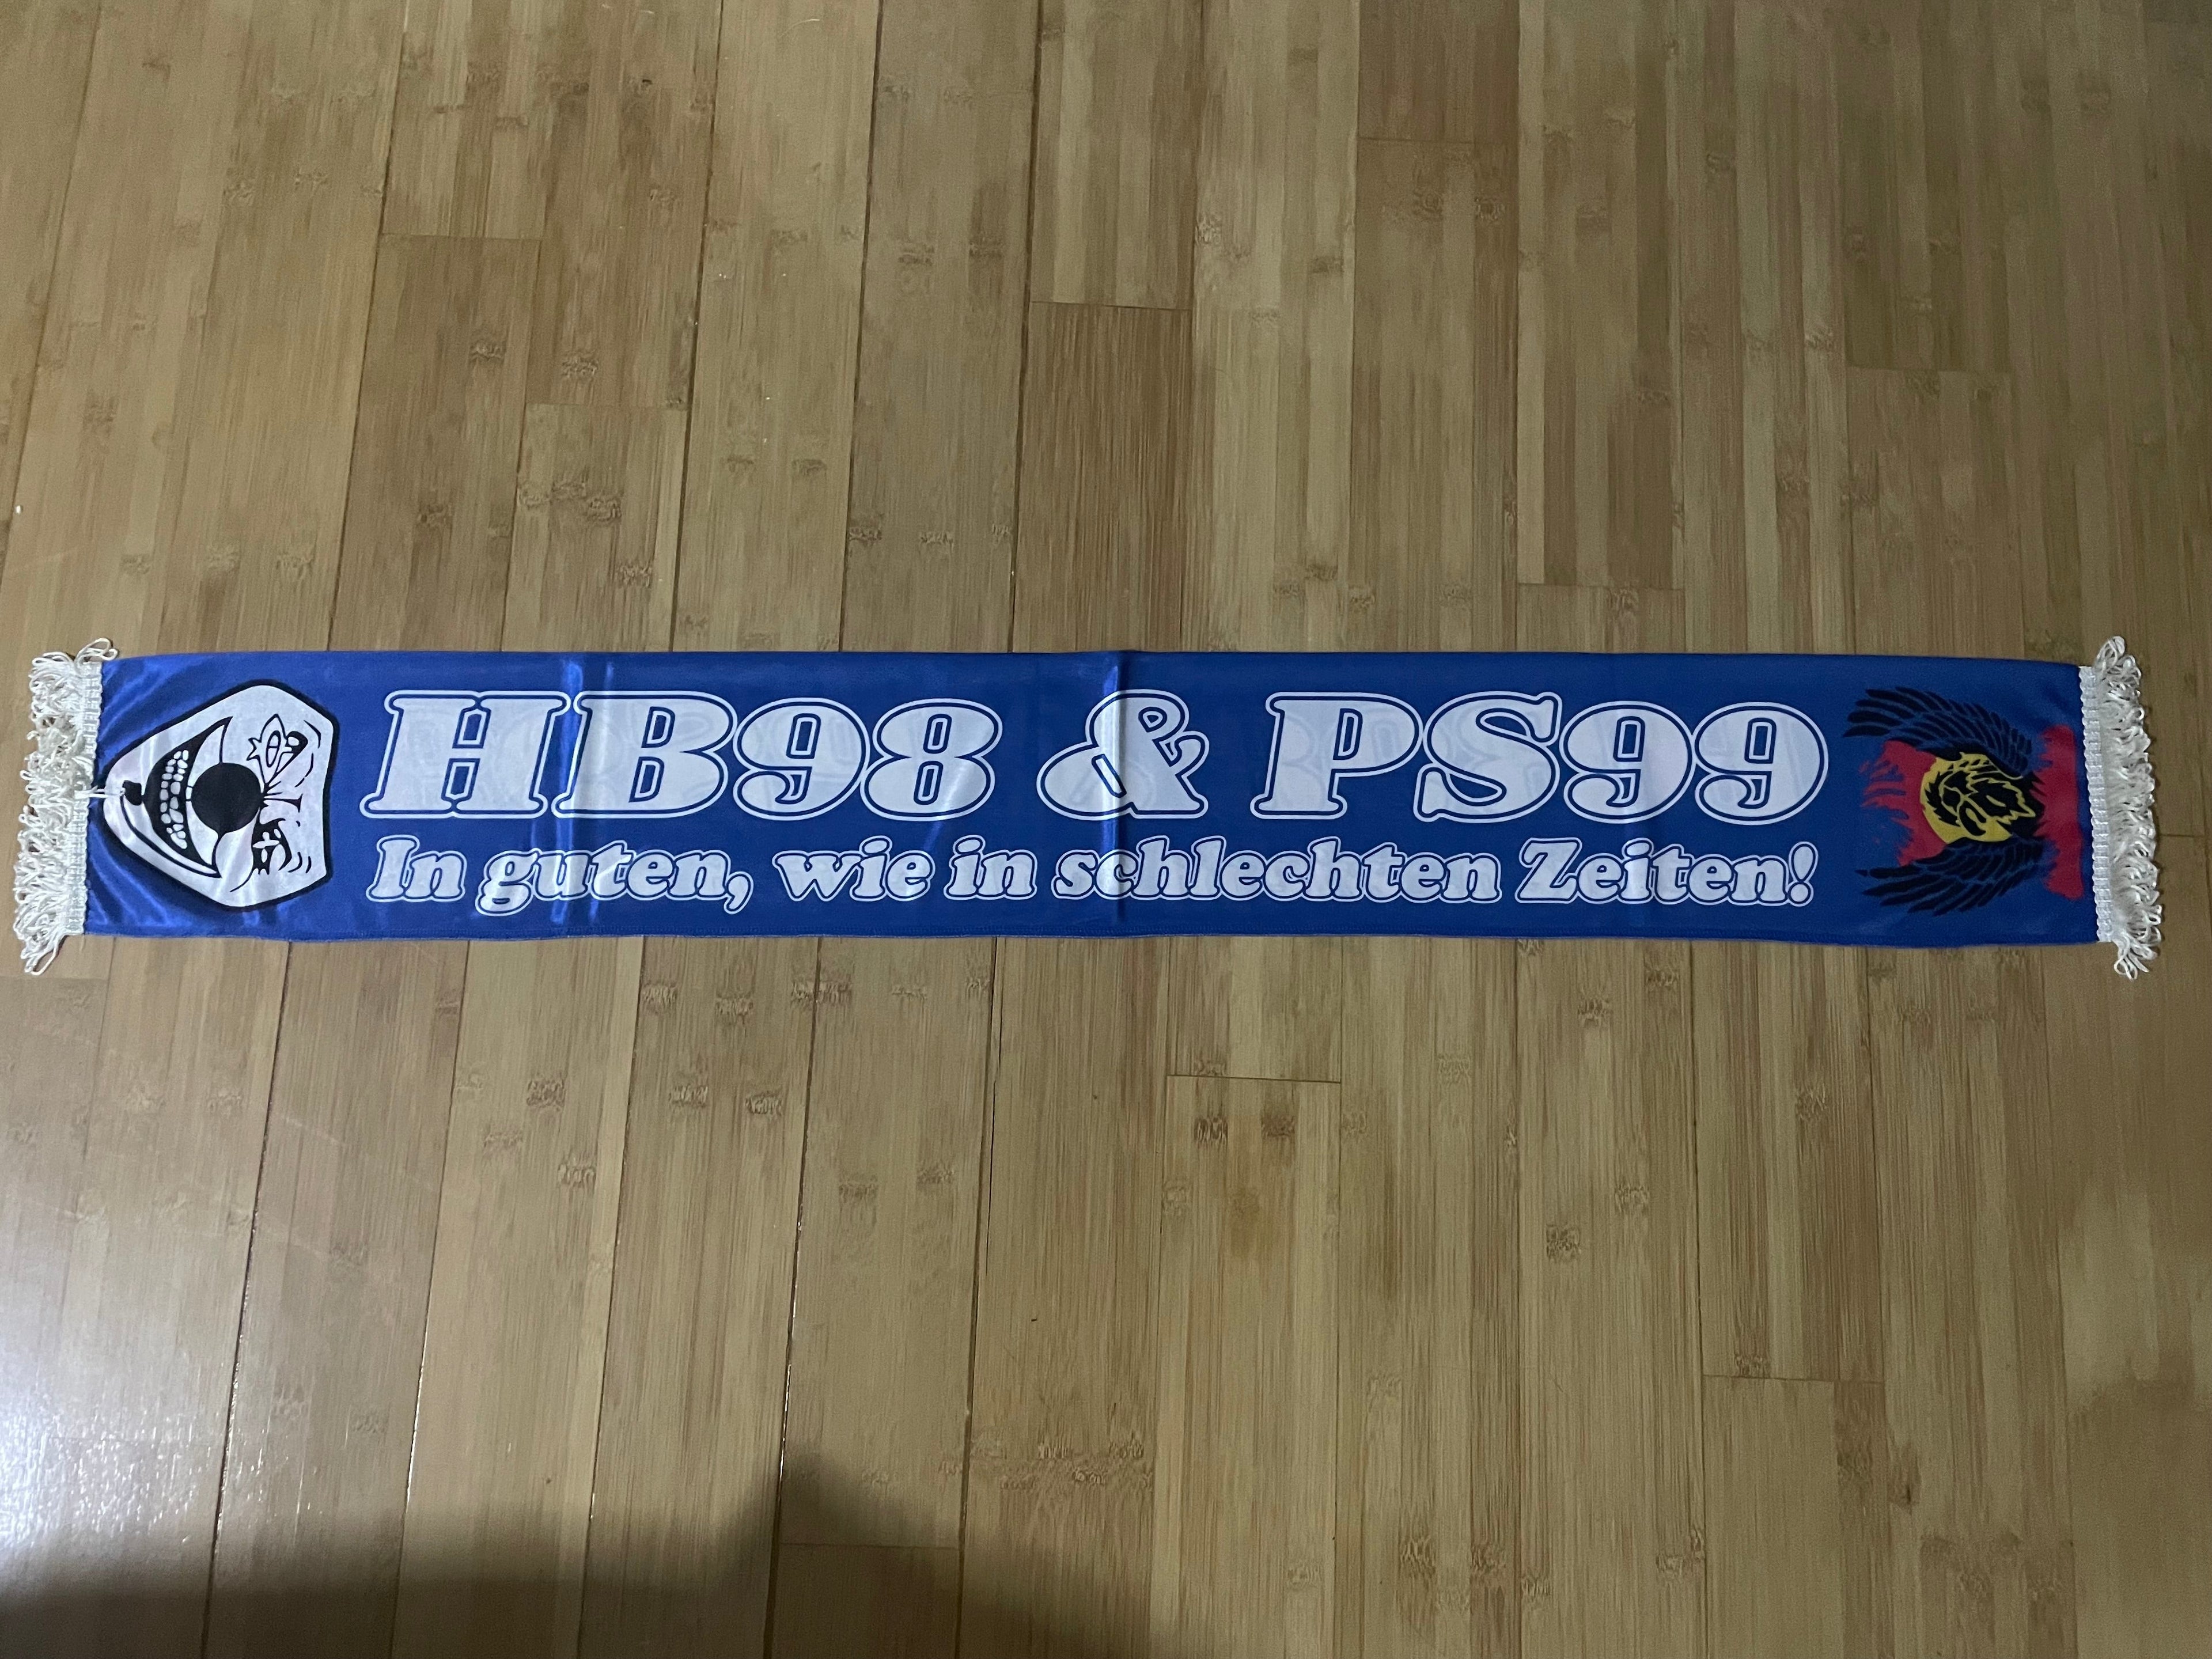 HB98 & PS99
In guten, wie in schlechten Zeiten!